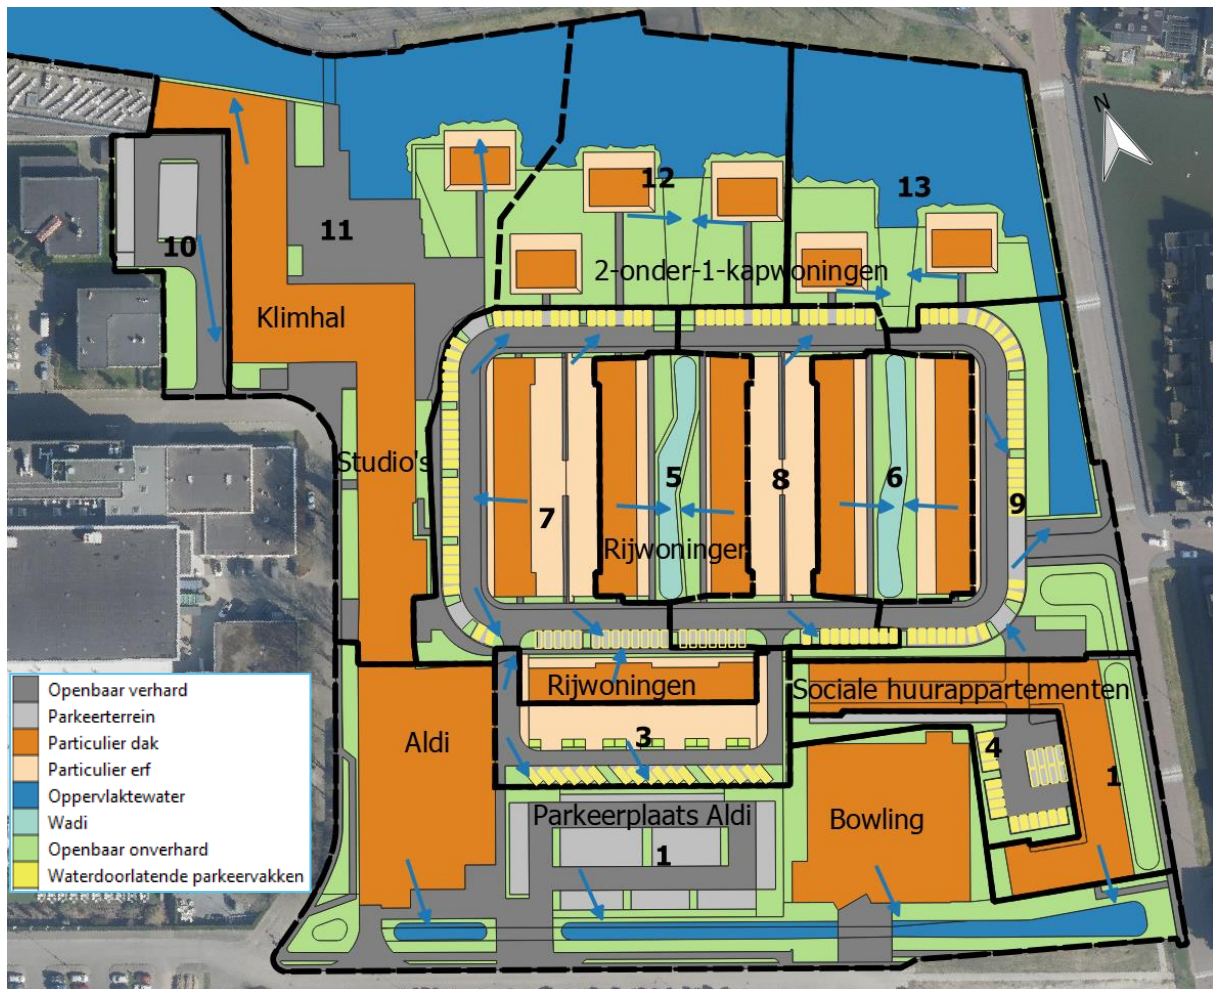 N
12
13
10
11
2-onder-1-kapwoningen
Klimhal
Studio's
5
8
6
9
7
Rijwoningen
Rijwoningen
Sociale huurappartementen
Openbaar verhard
Parkeerterrein
Particulier dak
Particulier erf
Oppervlaktewater
Wadi
Openbaar onverhard
Waterdoorlatende parkeervakken
Aldi
3
4
1
Parkeerplaats Aldi
Bowling
1